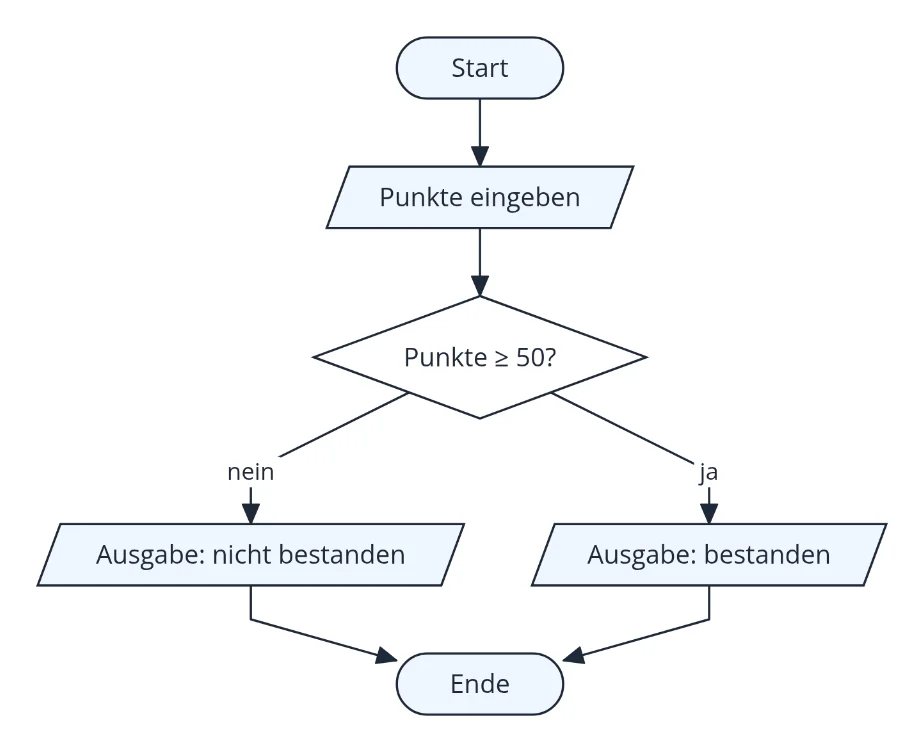 Start
Punkte eingeben
Punkte ≥ 50?
nein
ja
Ausgabe: nicht bestanden
Ausgabe: bestanden
Ende